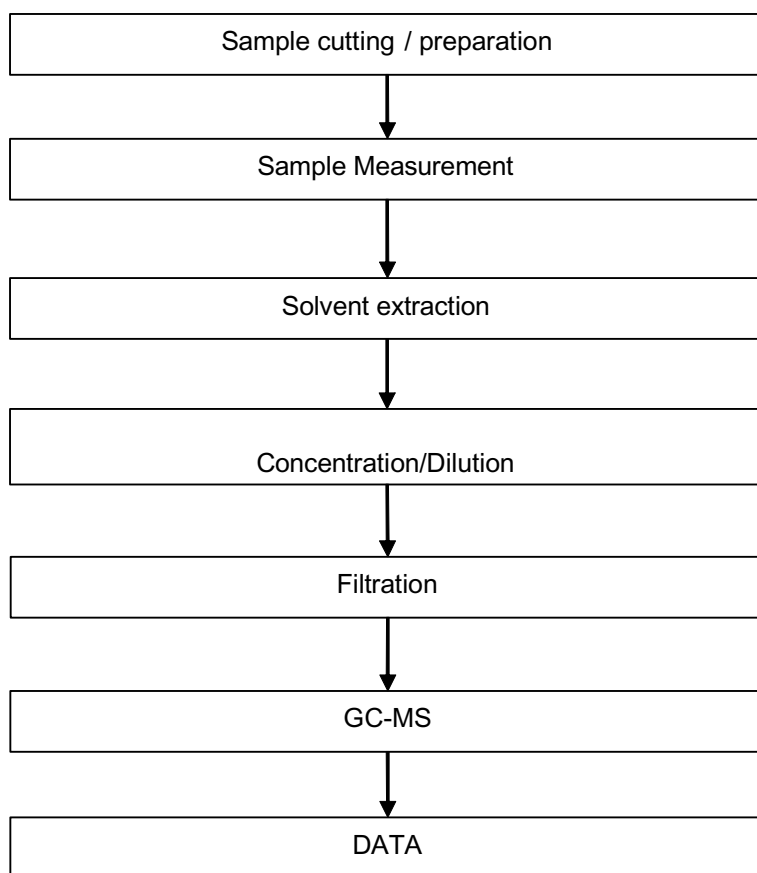 Sample cutting / preparation
Sample Measurement
Solvent extraction
Concentration/Dilution
Filtration
GC-MS
DATA